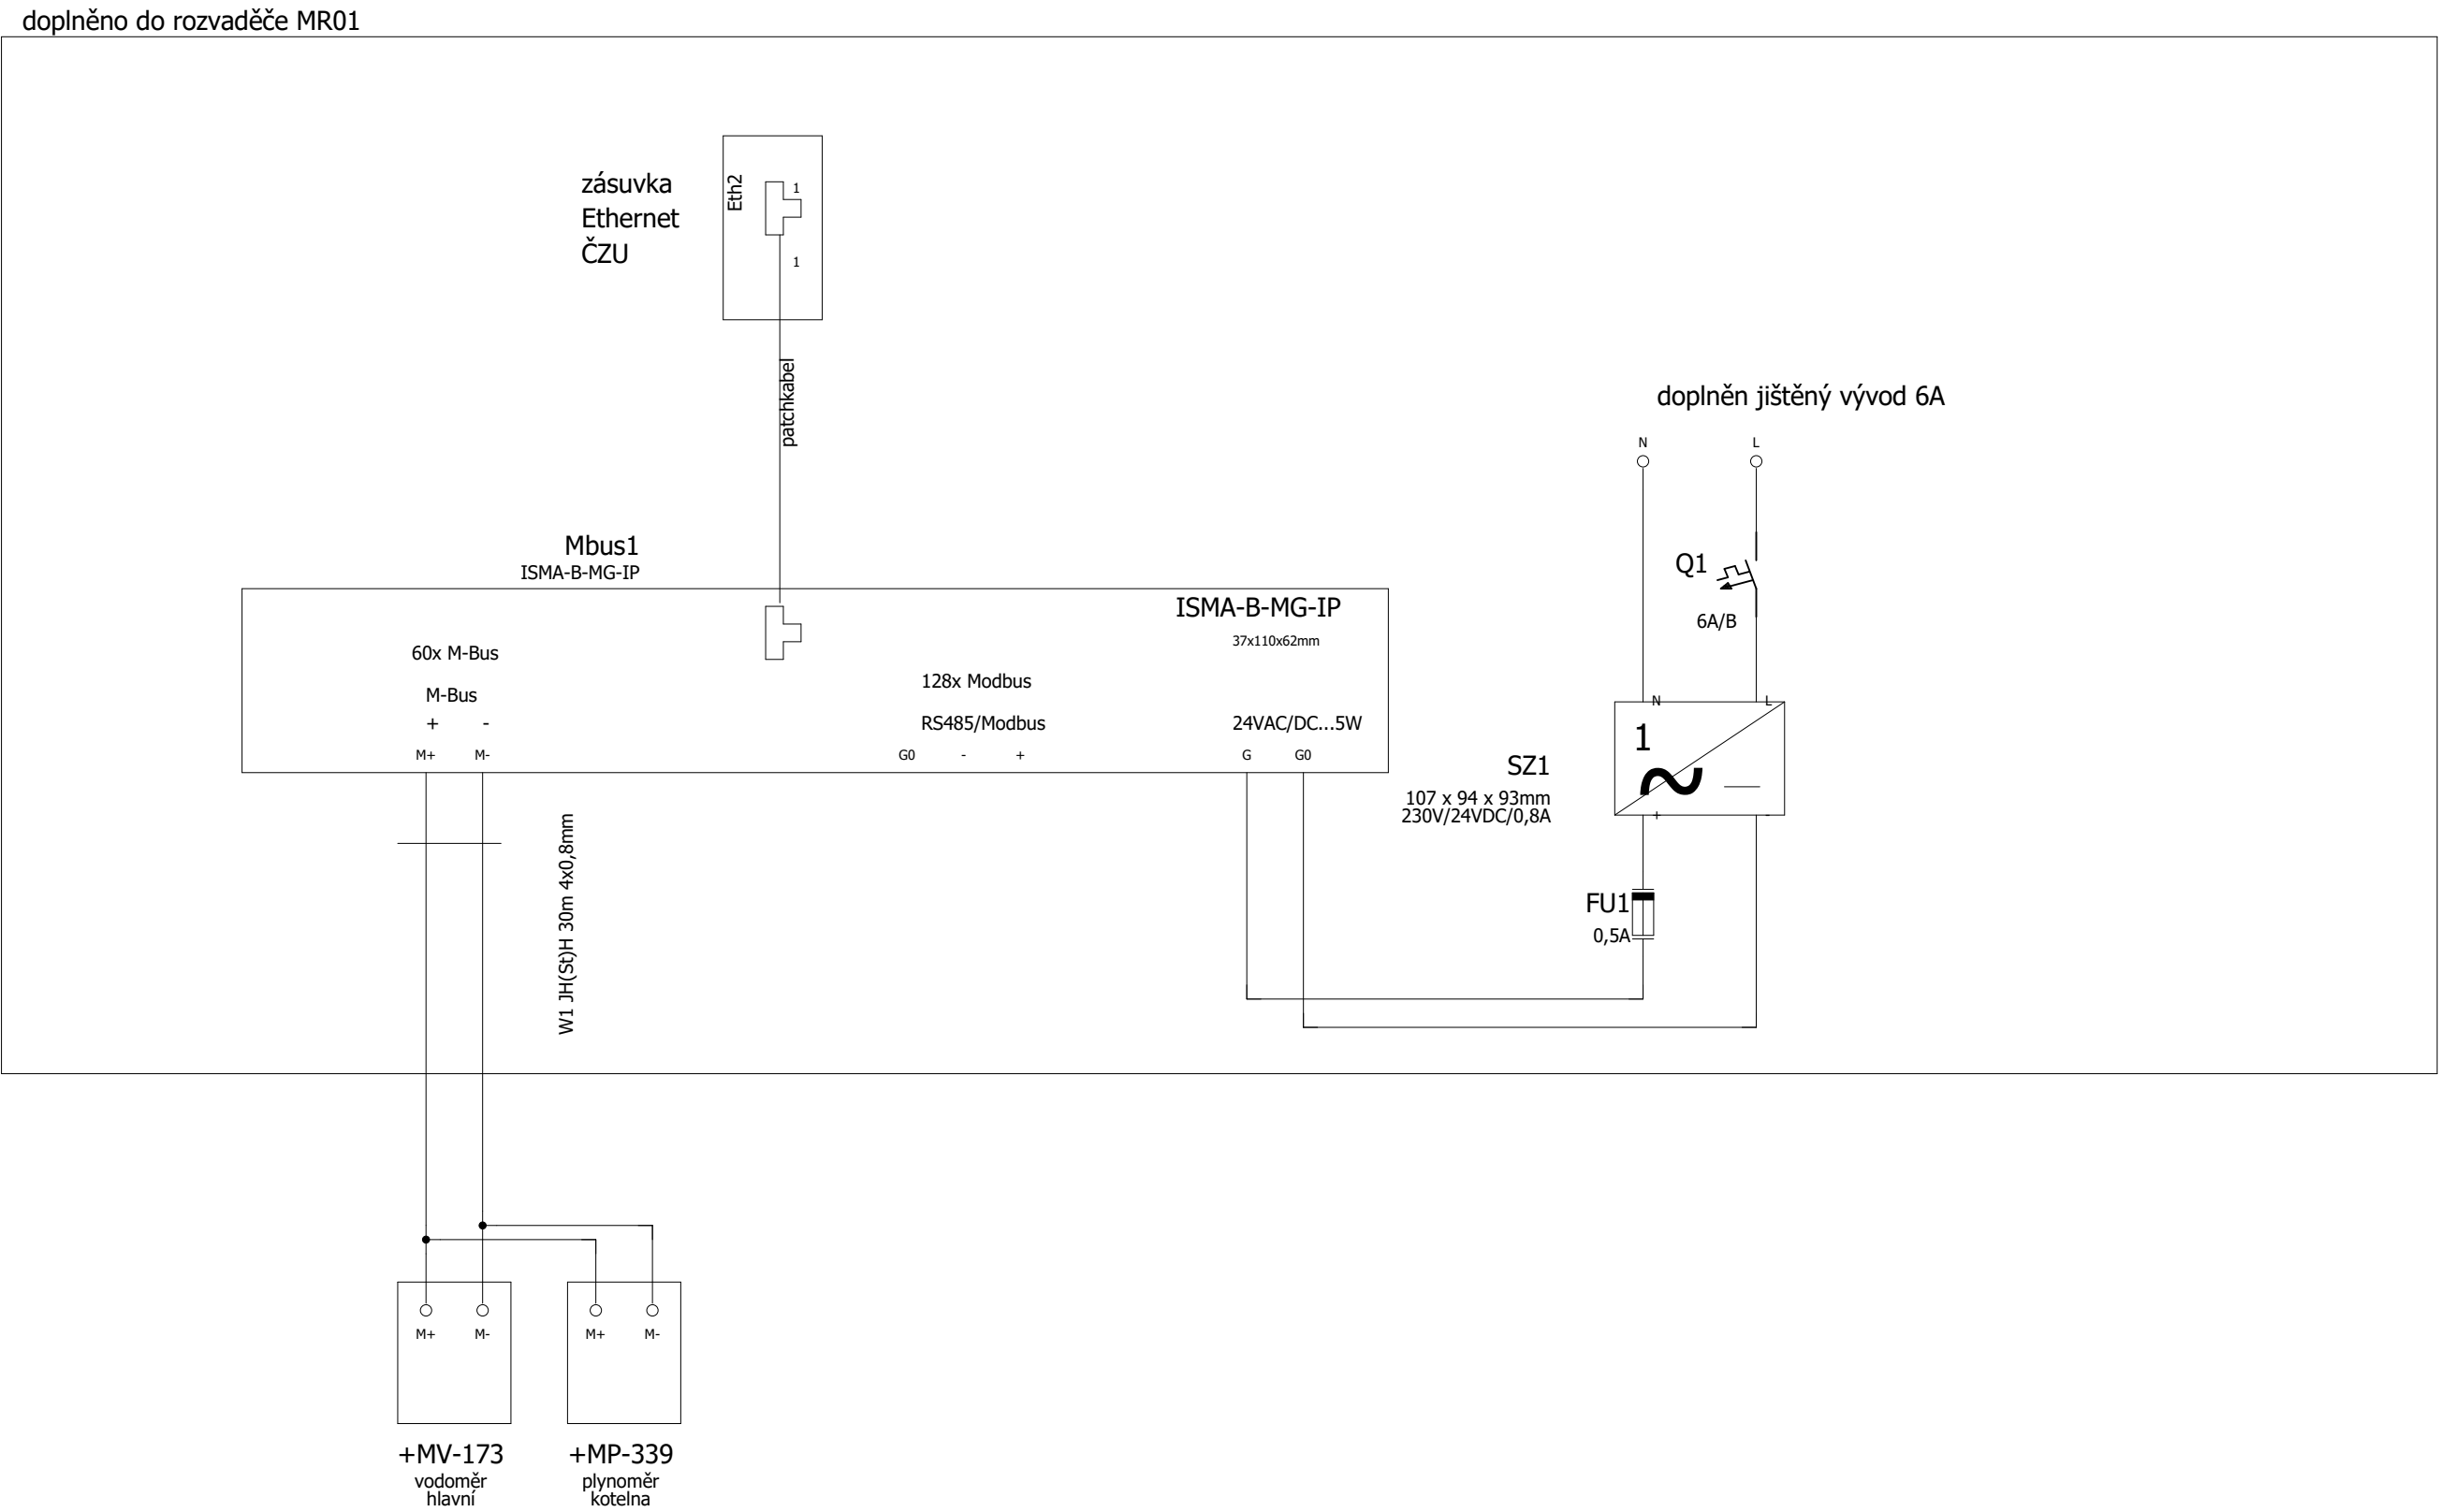 doplněno do rozvaděče MR01
zásuvka
Ethernet
ČZU
Eth2
1
1
patchkabel
doplněn jištěný vývod 6A
N
L
Q1
6A/B
Mbus1
ISMA-B-MG-IP
ISMA-B-MG-IP
37x110x62mm
60x M-Bus
M-Bus
+ -
M+ M-
128x Modbus
RS485/Modbus
G0 - +
24VAC/DC...5W
G G0
N L
1
SZ1
107 x 94 x 93mm
230V/24VDC/0,8A
+ -
FU1
0,5A
W1 JH(St)H 30m 4x0,8mm
M+ M-
M+ M-
+MV-173
vodoměr
hlavní
+MP-339
plynoměr
kotelna